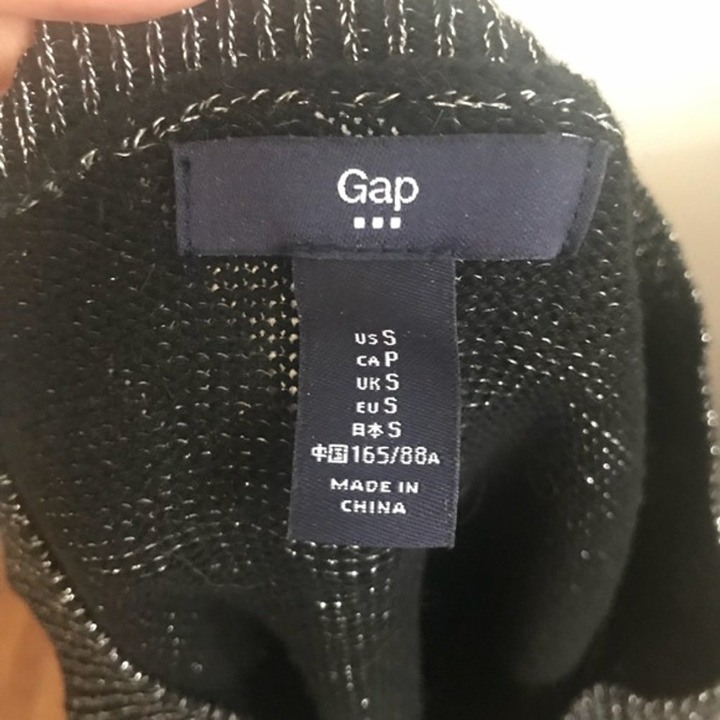 Gap
US S
CA P
UK S
EU S
日本 S
中国 165/88A
MADE IN
CHINA